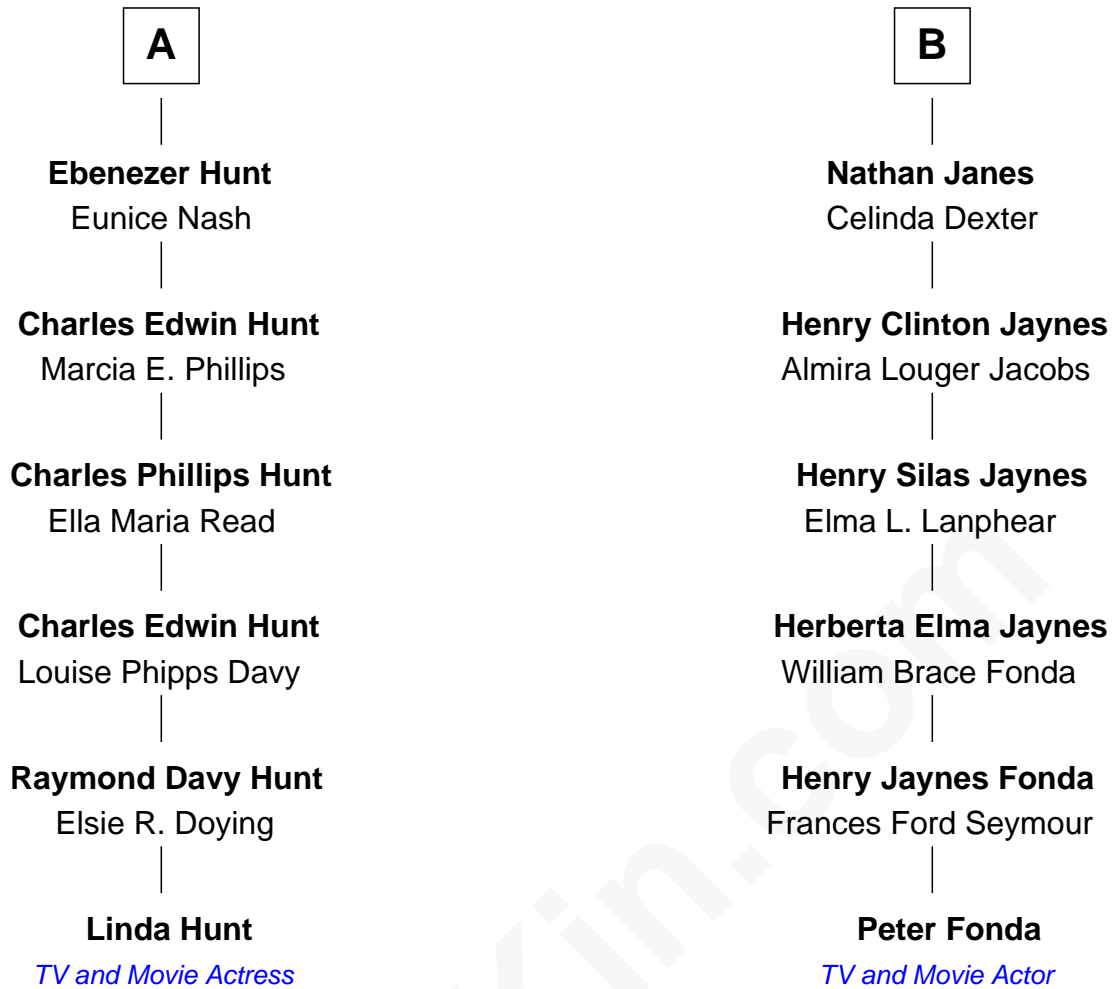 A
Ebenezer Hunt
Eunice Nash
Charles Edwin Hunt
Marcia E. Phillips
Charles Phillips Hunt
Ella Maria Read
Charles Edwin Hunt
Louise Phipps Davy
Raymond Davy Hunt
Elsie R. Doying
Linda Hunt
TV and Movie Actress
B
Nathan Janes
Celinda Dexter
Henry Clinton Jaynes
Almira Louger Jacobs
Henry Silas Jaynes
Elma L. Lanphear
Herberta Elma Jaynes
William Brace Fonda
Henry Jaynes Fonda
Frances Ford Seymour
Peter Fonda
TV and Movie Actor
Kin.com